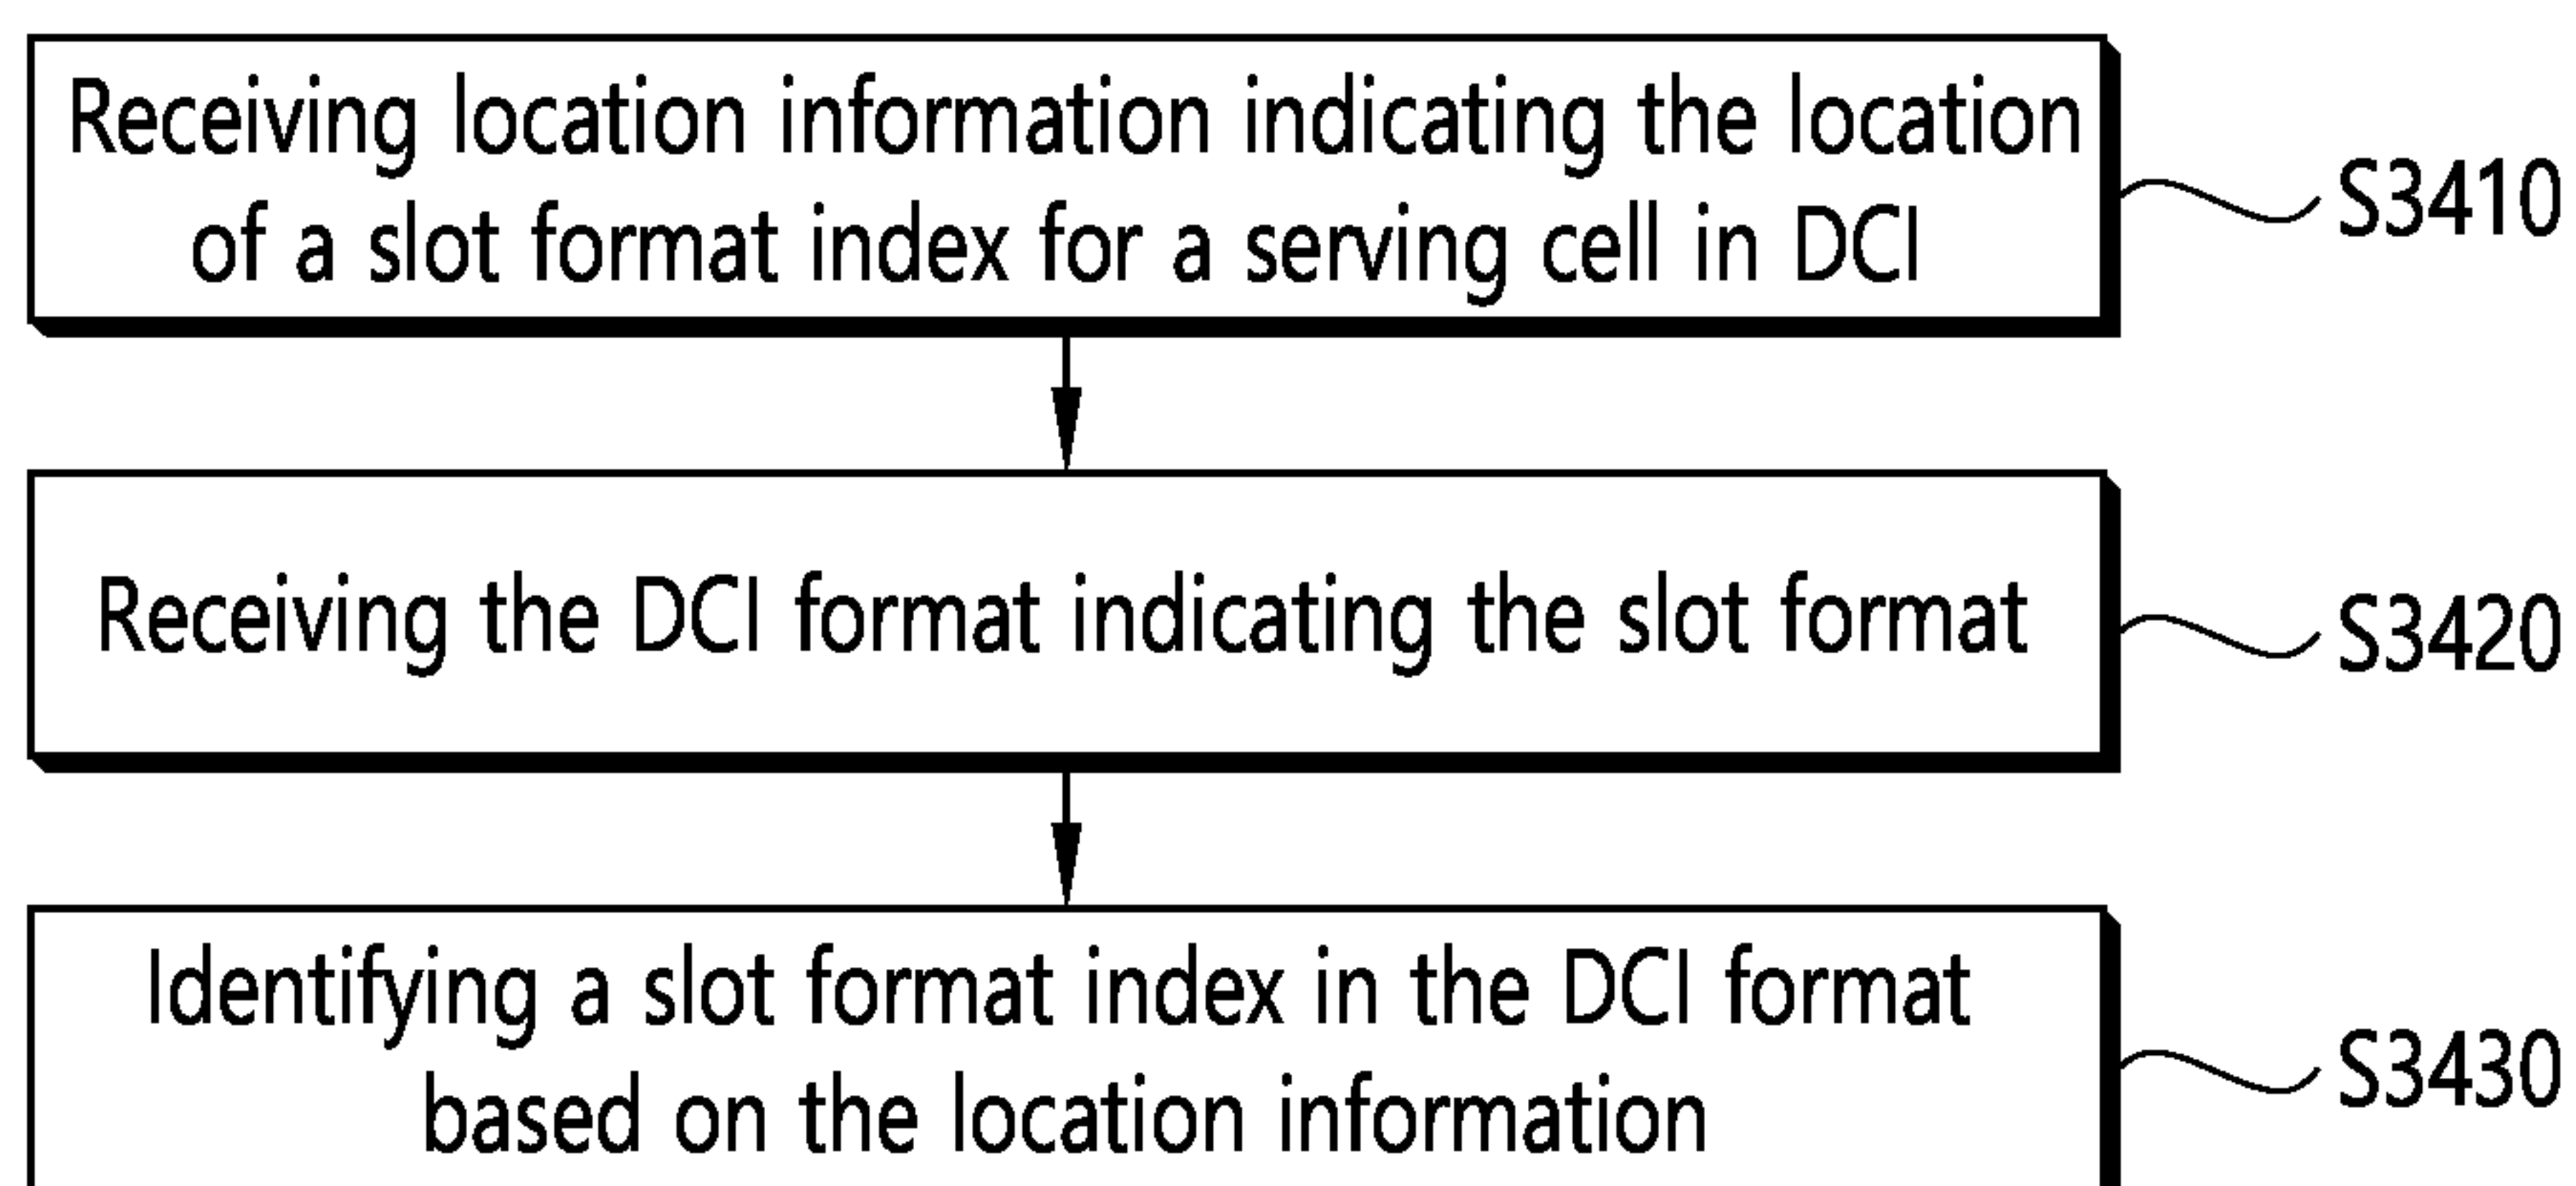 Receiving location information indicating the location
of a slot format index for a serving cell in DCI
S3410
Receiving the DCI format indicating the slot format
S3420
Identifying a slot format index in the DCI format
based on the location information
S3430